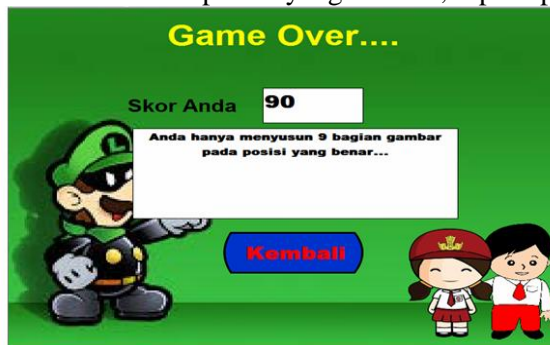 Game Over....
Skor Anda 90
Anda hanya menyusun 9 bagian gambar
pada posisi yang benar...
Kembali